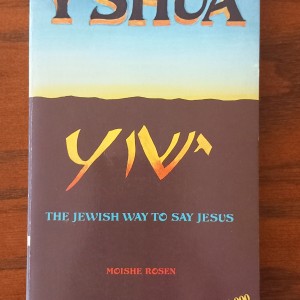 Y'SHUA
ישוע
THE JEWISH WAY TO SAY JESUS
MOISHE ROSEN